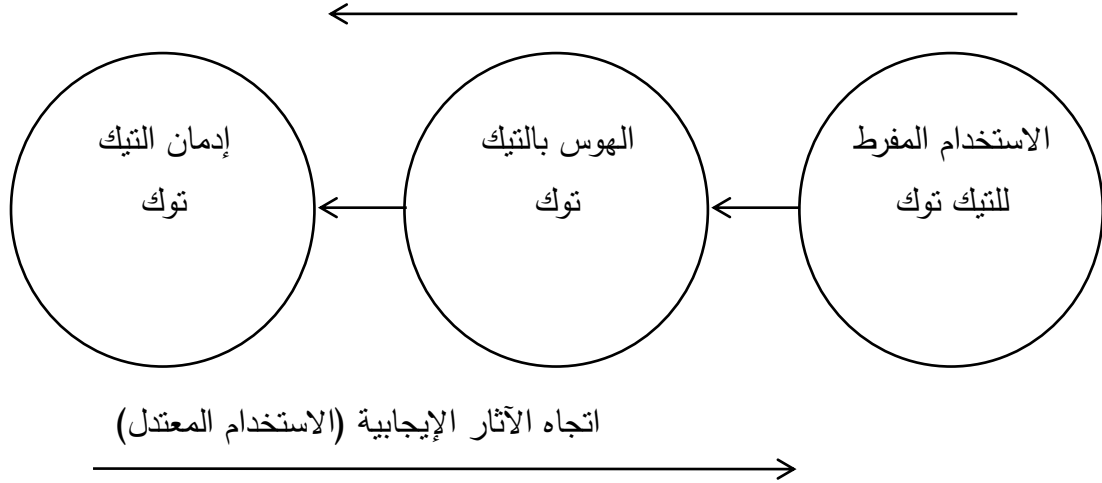 الاستخدام المفرط
للتيك توك
الهوس بالتيك
توك
إدمان التيك
توك
اتجاه الآثار الإيجابية (الاستخدام المعتدل)